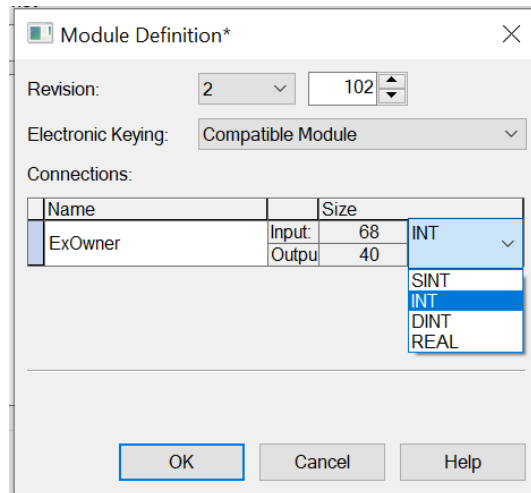 Module Definition*
Revision: 2 102
Electronic Keying: Compatible Module
Connections:
Name Size
ExOwner Input: 68 INT
Outpu 40
SINT
INT
DINT
REAL
OK Cancel Help